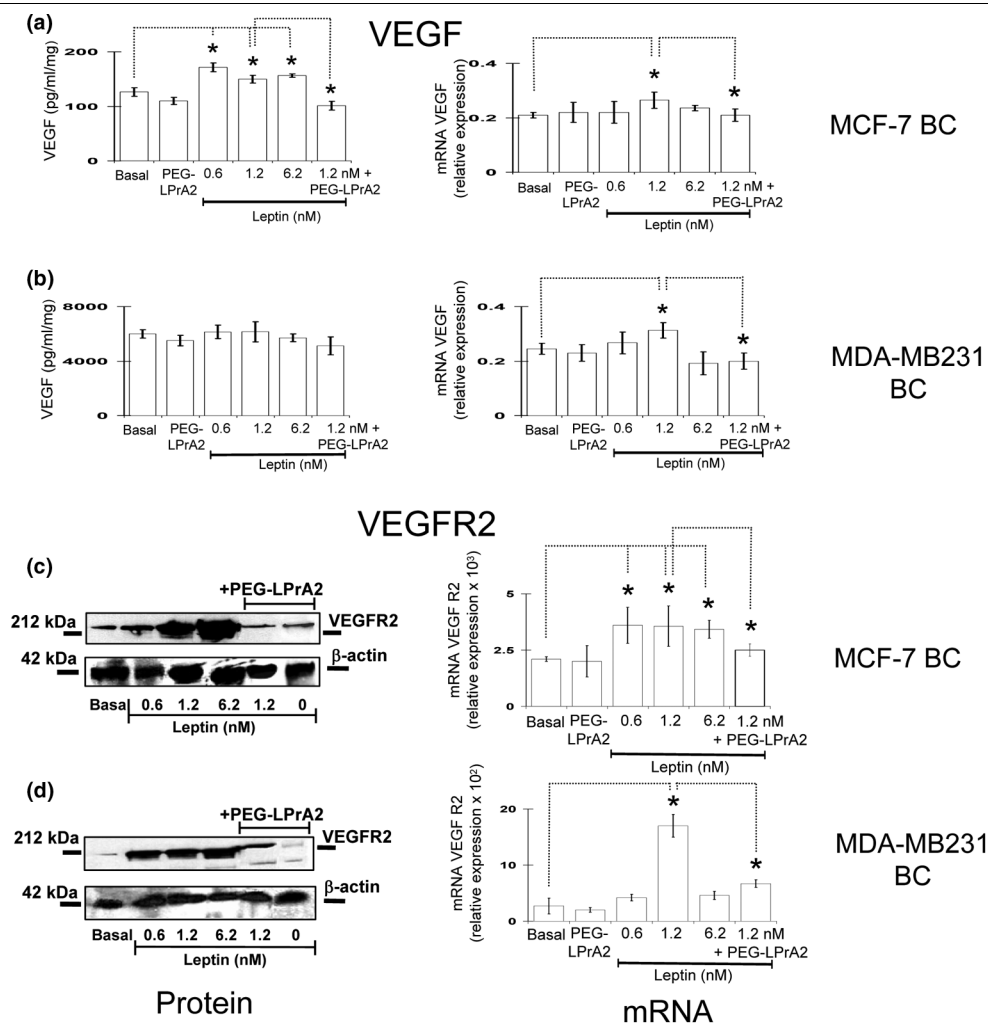 (a)
VEGF
VEGF (pg/ml/mg)
200
100
0
*
*
*
*
Basal
PEG-
LPrA2
0.6
1.2
6.2
1.2 nM +
PEG-LPrA2
Leptin (nM)
mRNA VEGF
(relative expression)
0.4
0.2
0
*
*
Basal
PEG-
LPrA2
0.6
1.2
6.2
1.2 nM +
PEG-LPrA2
Leptin (nM)
MCF-7 BC
(b)
VEGF (pg/ml/mg)
8000
4000
0
Basal
PEG-
LPrA2
0.6
1.2
6.2
1.2 nM +
PEG-LPrA2
Leptin (nM)
mRNA VEGF
(relative expression)
0.4
0.2
0
*
*
Basal
PEG-
LPrA2
0.6
1.2
6.2
1.2 nM +
PEG-LPrA2
Leptin (nM)
MDA-MB231
BC
VEGFR2
(c)
+PEG-LPrA2
212 kDa
VEGFR2
42 kDa
β-actin
Basa
0.6
1.2
6.2
1.2
0
Leptin (nM)
mRNA VEGF R2
(relative expression x 10³)
5
2.5
0
*
*
*
*
Basal
PEG-
LPrA2
0.6
1.2
6.2
1.2 nM
+ PEG-LPrA2
Leptin (nM)
MCF-7 BC
(d)
+PEG-LPrA2
212 kDa
VEGFR2
42 kDa
β-actin
Basal
0.6
1.2
6.2
1.2
0
Leptin (nM)
mRNA VEGF R2
(relative expression x 10²)
20
10
0
*
*
Basal
PEG-
LPrA2
0.6
1.2
6.2
1.2 nM
+ PEG-LPrA2
Leptin (nM)
MDA-MB231
BC
Protein
mRNA